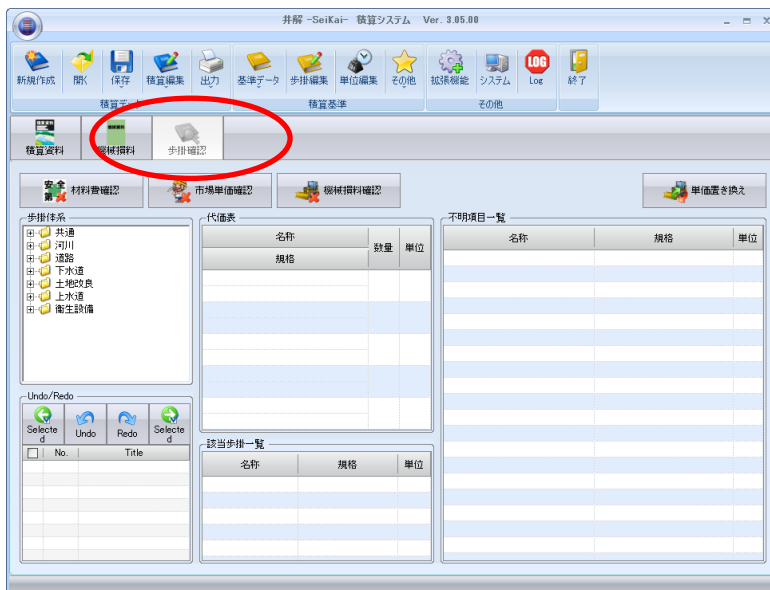 井解 -SeiKai- 積算システム Ver. 3.05.00
新規作成 開く 保存 積算編集 出力 基準データ 歩掛編集 単位編集 その他 拡張機能 システム LOG Log 終了
積算データ 積算基準 その他
積算資料 機械損料 歩掛確認
安全第一 材料費確認 市場単価確認 機械損料確認 単価置き換え
歩掛体系
共通
河川
道路
下水道
土地改良
上水道
衛生設備
Undo/Redo
Selected Undo Redo Selected
No. Title
代価表
名称 数量 単位
規格
該当歩掛一覧
名称 規格 単位
不明項目一覧
名称 規格 単位